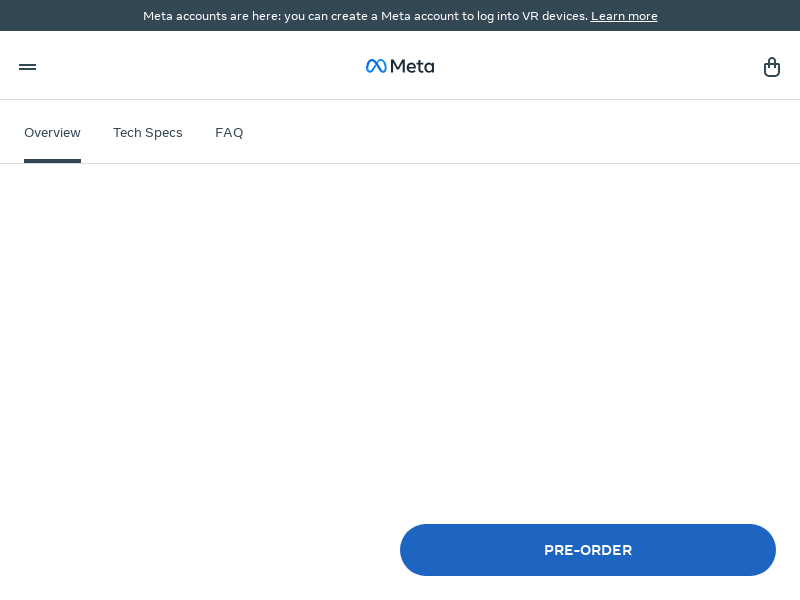 Meta accounts are here: you can create a Meta account to log into VR devices. Learn more
Meta
Overview Tech Specs FAQ
PRE-ORDER